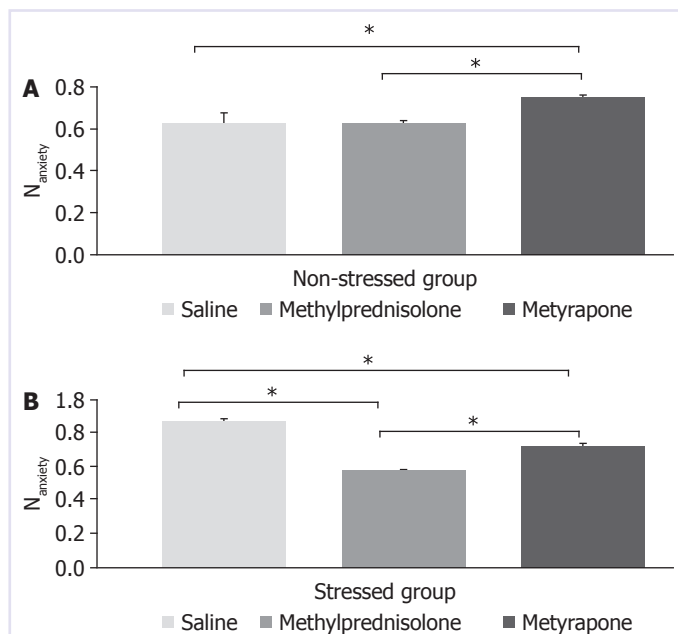 *
*
A
0.8
0.6
0.4
0.2
0.0
N anxiety
Non-stressed group
Saline Methylprednisolone Metyrapone
*
*
*
B
1.8
0.8
0.6
0.4
0.2
0.0
N anxiety
Stressed group
Saline Methylprednisolone Metyrapone